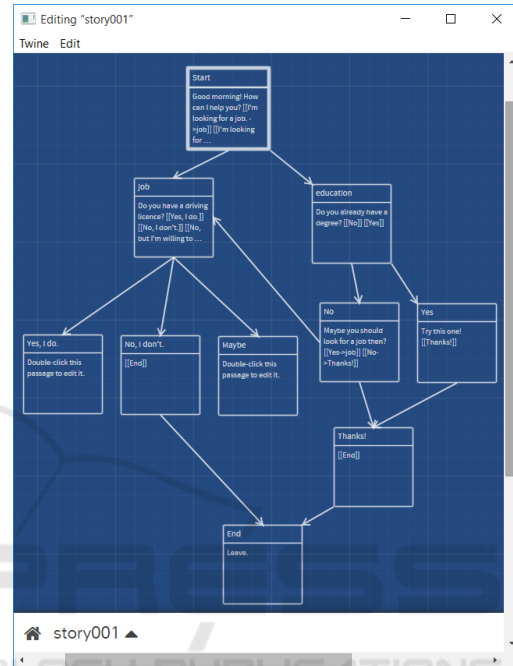 Editing "story001"
Twine Edit
Start
Good morning! How
can I help you? [[I'm
looking for a job. -
>job]] [[I'm looking
for ...
job
Do you have a driving
licence? [[Yes, I do.]]
[[No, I don't.]] [[No,
but I'm willing to ...
education
Do you already have a
degree? [[No]] [[Yes]]
Yes, I do.
Double-click this
passage to edit it.
No, I don't.
[[End]]
Maybe
Double-click this
passage to edit it.
No
Maybe you should
look for a job then?
[[Yes->job]] [[No-
>Thanks!]]
Yes
Try this one!
[[Thanks!]]
Thanks!
[[End]]
End
Leave.
story001